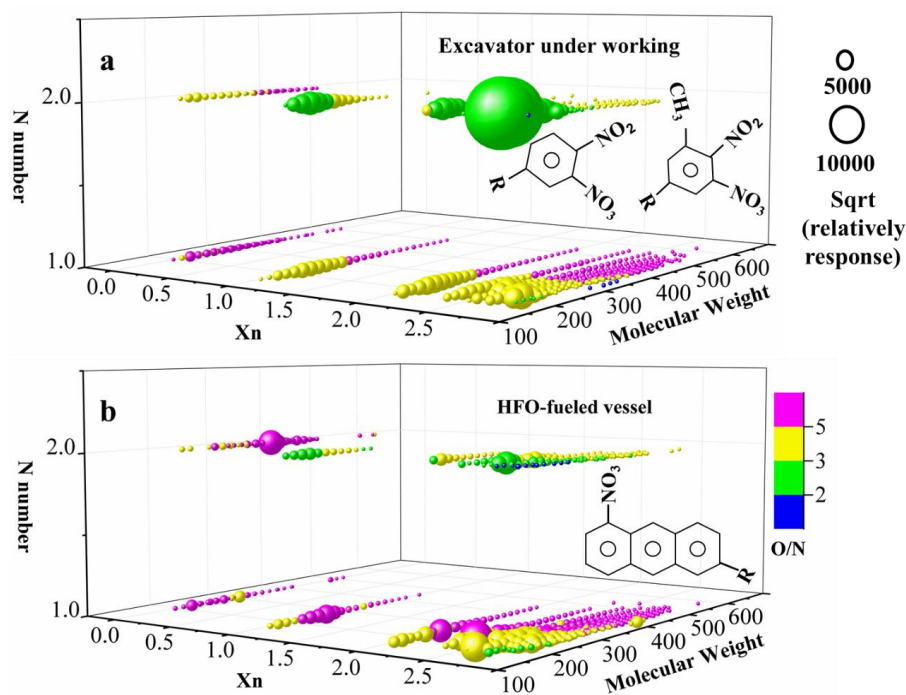 a
Excavator under working
N number
2.0
1.0
0.0
0.5
1.0
1.5
2.0
2.5
Xn
100
200
300
400
500
600
Molecular Weight
NO2
NO3
R
CH3
NO2
NO3
R
5000
10000
Sqrt
(relatively
response)
b
HFO-fueled vessel
N number
2.0
1.0
0.0
0.5
1.0
1.5
2.0
2.5
Xn
100
200
300
400
500
600
Molecular Weight
NO3
R
5
3
2
O/N